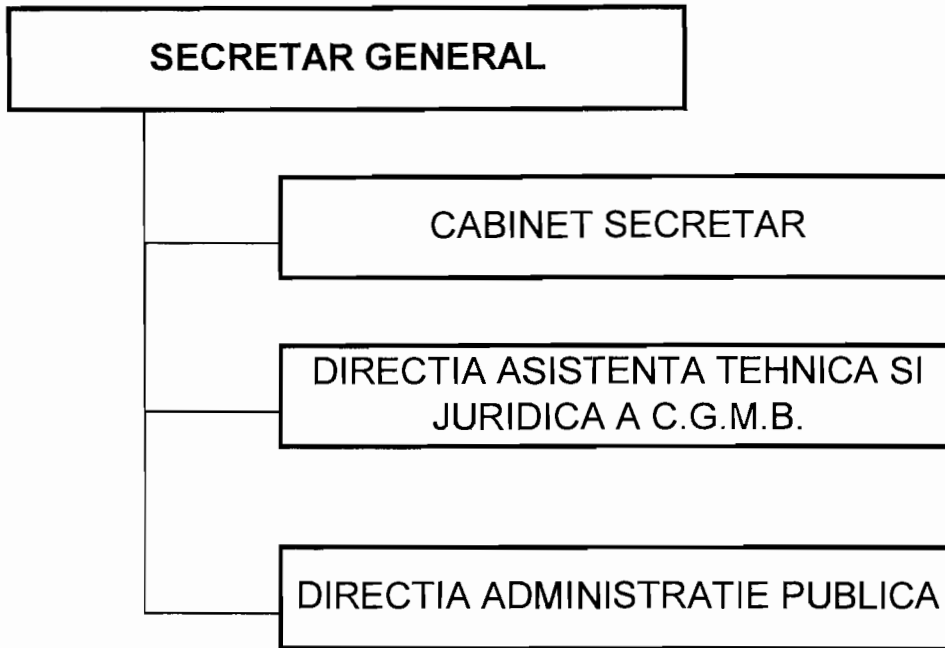 SECRETAR GENERAL
CABINET SECRETAR
DIRECTIA ASISTENTA TEHNICA SI
JURIDICA A C.G.M.B.
DIRECTIA ADMINISTRATIE PUBLICA